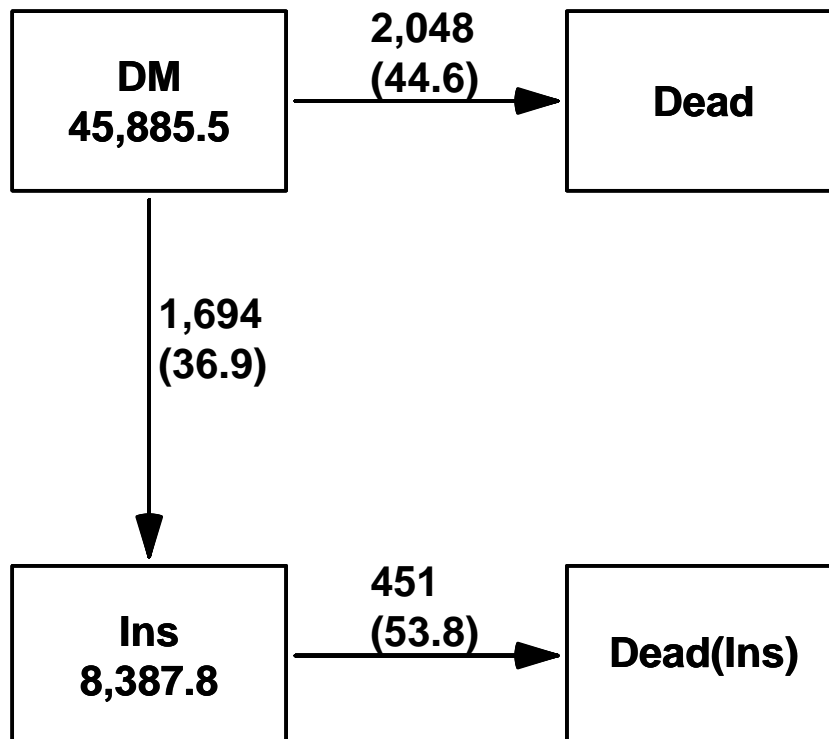 DM
45,885.5
2,048
(44.6)
Dead
1,694
(36.9)
Ins
8,387.8
451
(53.8)
Dead(Ins)